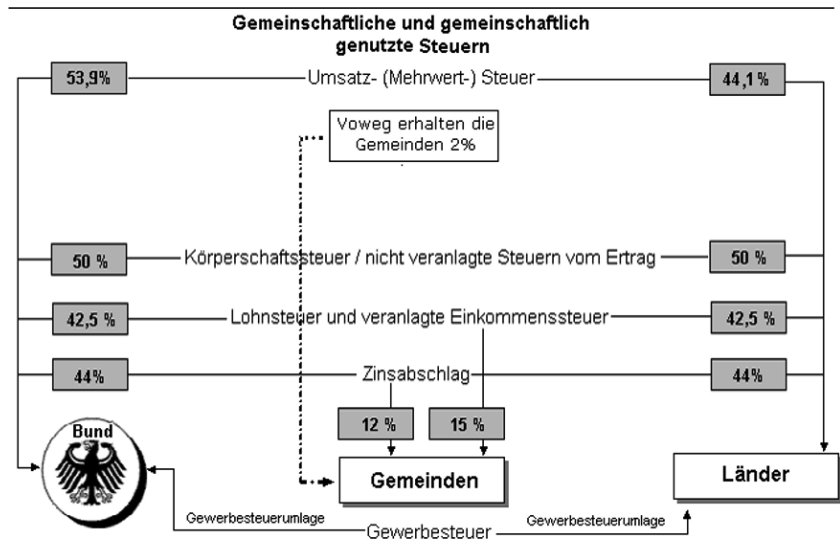 Gemeinschaftliche und gemeinschaftlich
genutzte Steuern
53,9%
Umsatz- (Mehrwert-) Steuer
44,1%
Voweg erhalten die
Gemeinden 2%
50 %
Körperschaftssteuer / nicht veranlagte Steuern vom Ertrag
50 %
42,5 %
Lohnsteuer und veranlagte Einkommenssteuer
42,5 %
44%
Zinsabschlag
44%
12 %
15 %
Bund
Gemeinden
Länder
Gewerbesteuerumlage
Gewerbesteuer
Gewerbesteuerumlage